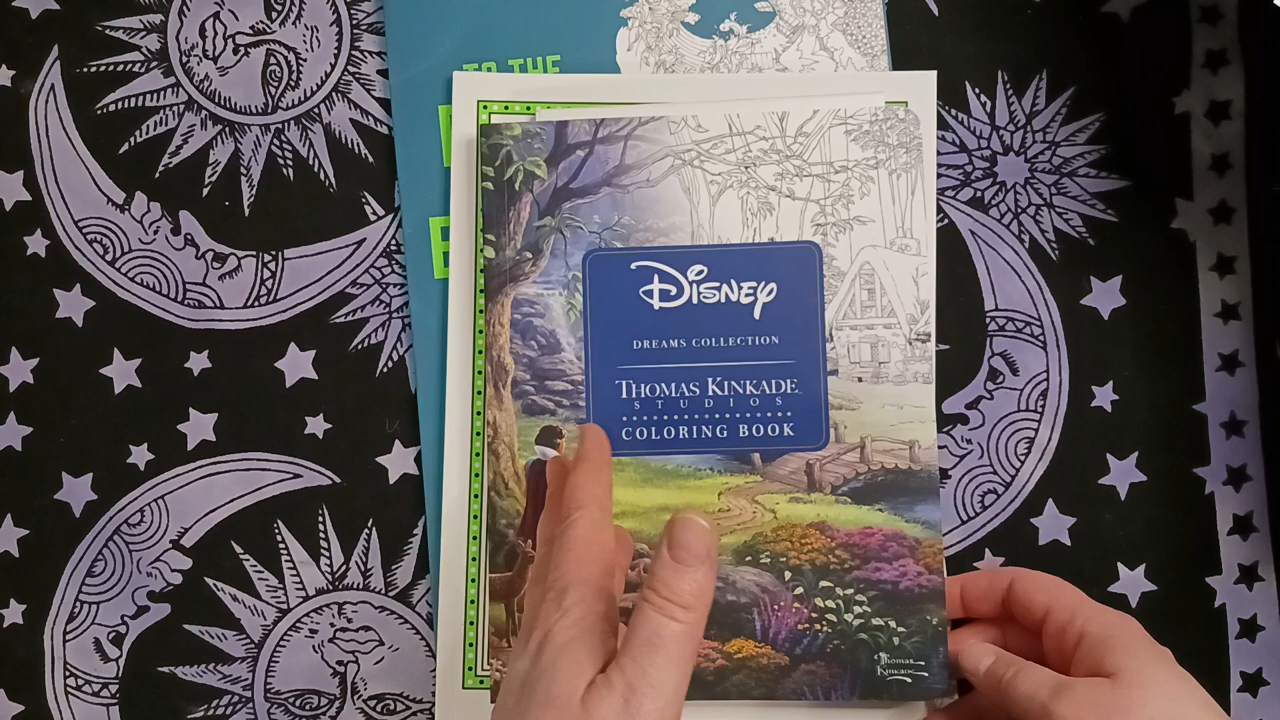 TO THE
DISNEY
DREAMS COLLECTION
THOMAS KINKADE
STUDIOS
COLORING BOOK
Thomas
Kinkade